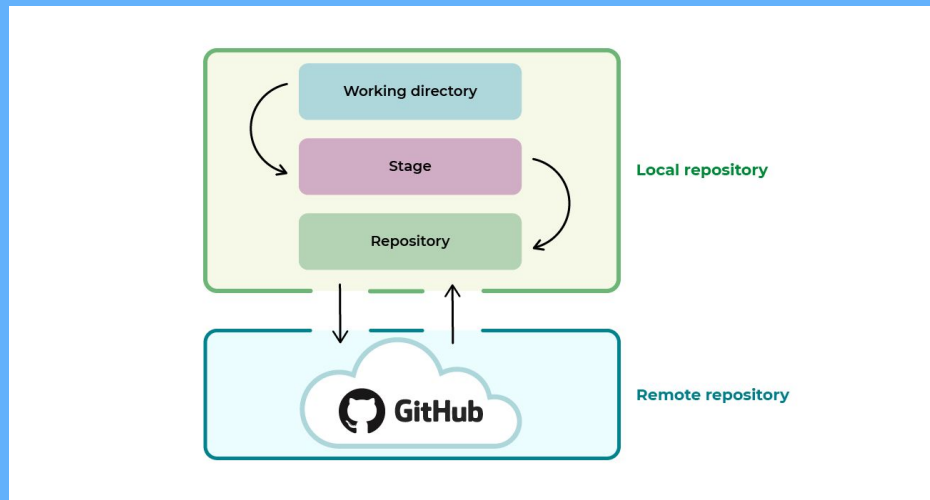 Working directory
Stage
Local repository
Repository
GitHub
Remote repository